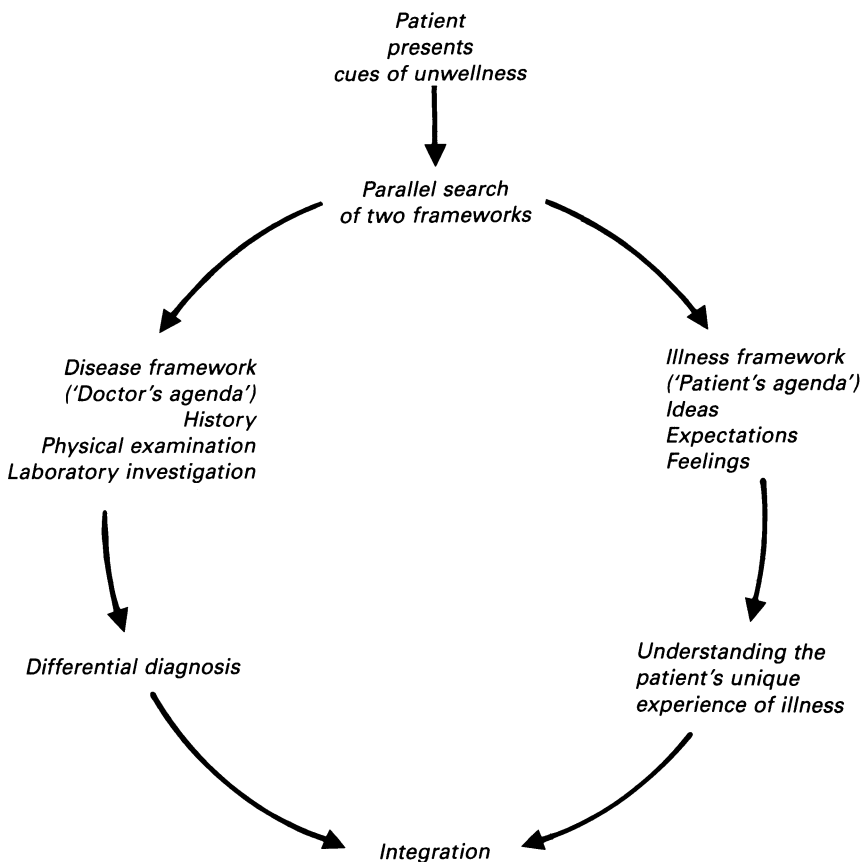 Patient
presents
cues of unwellness
Parallel search
of two frameworks
Disease framework
(‘Doctor’s agenda’)
History
Physical examination
Laboratory investigation
Illness framework
(‘Patient’s agenda’)
Ideas
Expectations
Feelings
Differential diagnosis
Understanding the
patient’s unique
experience of illness
Integration